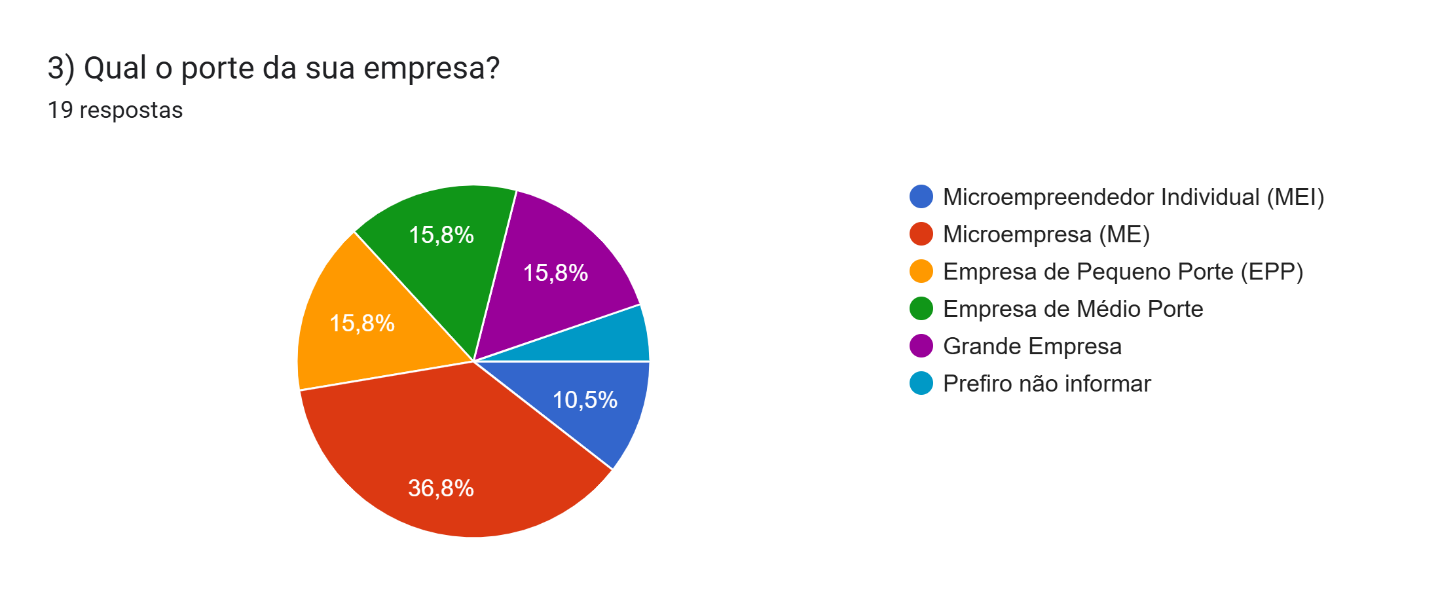 3) Qual o porte da sua empresa?
19 respostas
15,8%
15,8%
15,8%
10,5%
36,8%
Microempreendedor Individual (MEI)
Microempresa (ME)
Empresa de Pequeno Porte (EPP)
Empresa de Médio Porte
Grande Empresa
Prefiro não informar